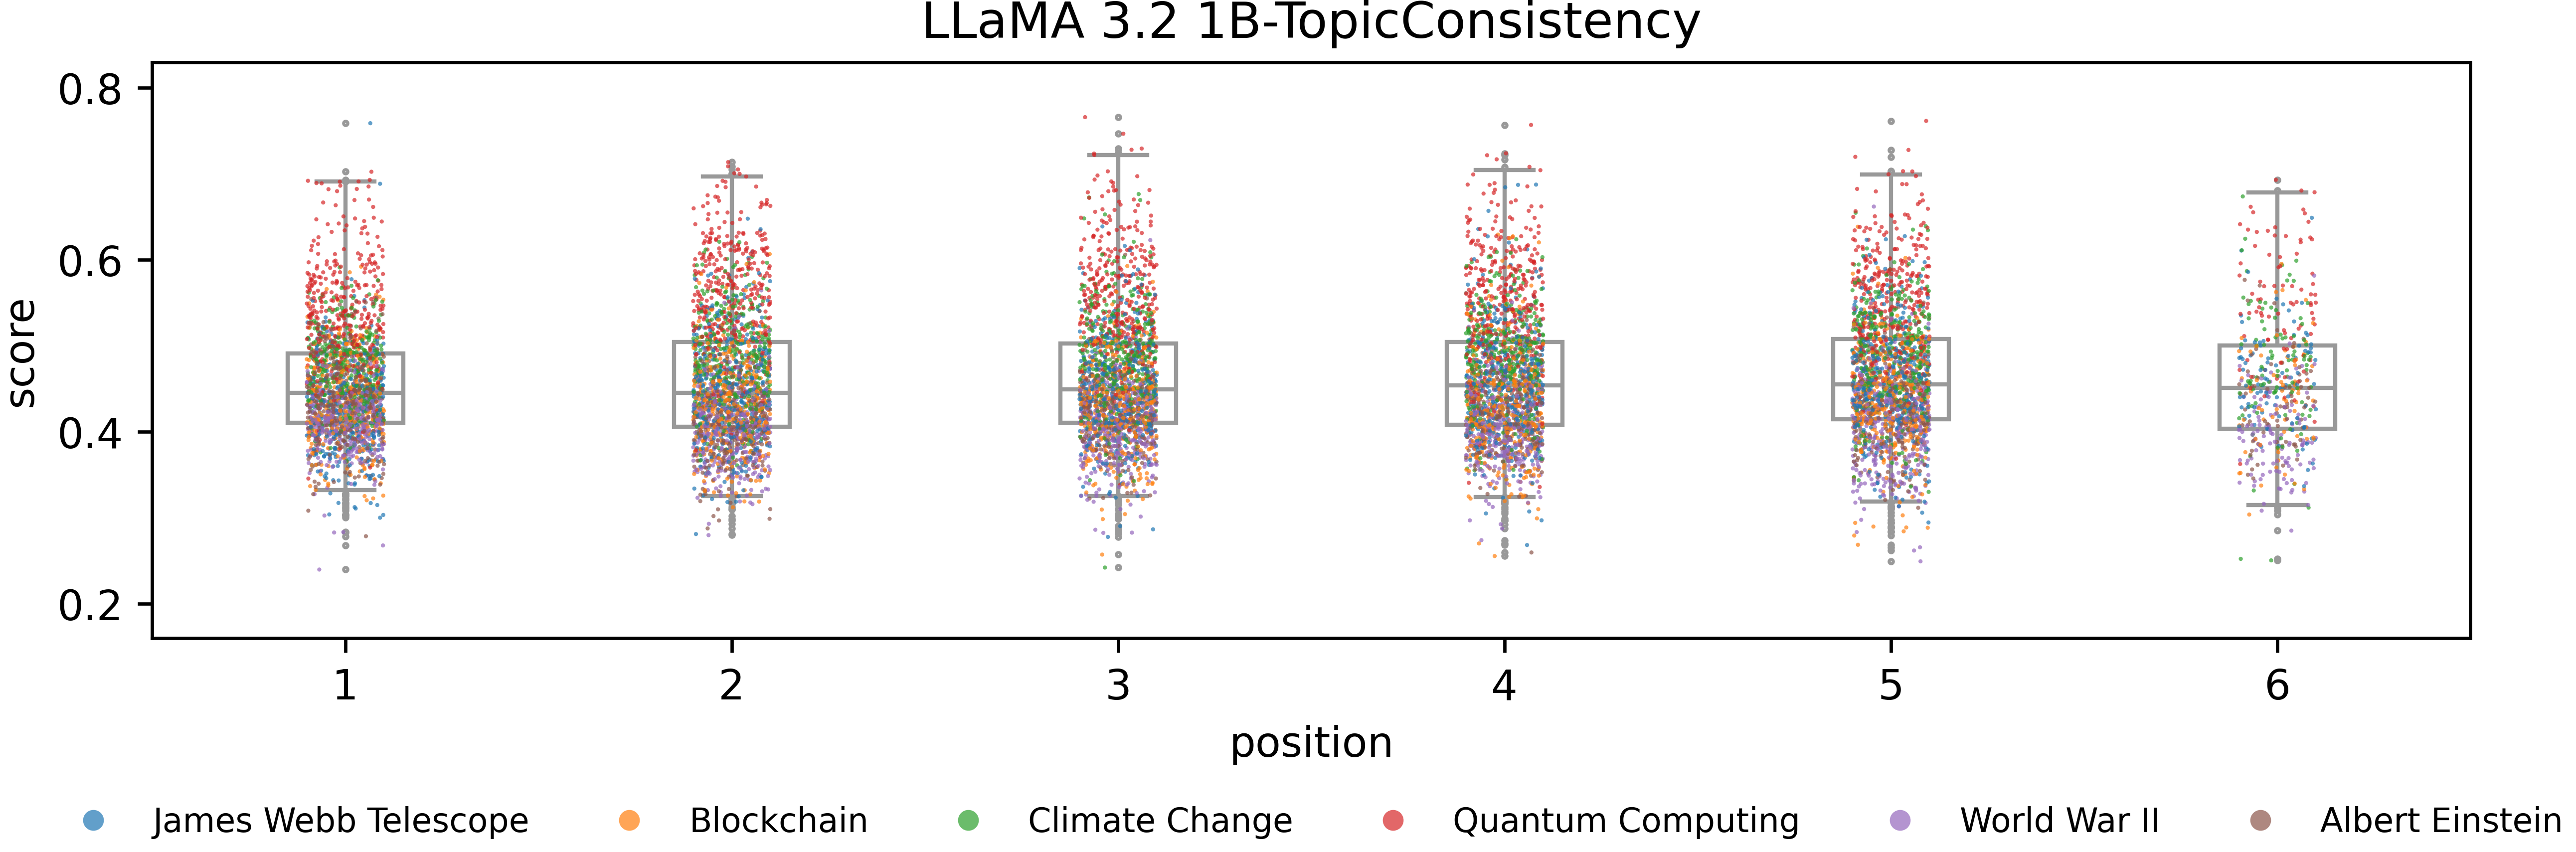 LLaMA 3.2 1B-TopicConsistency
0.8
0.6
0.4
0.2
score
1 2 3 4 5 6
position
James Webb Telescope Blockchain Climate Change Quantum Computing World War II Albert Einstein